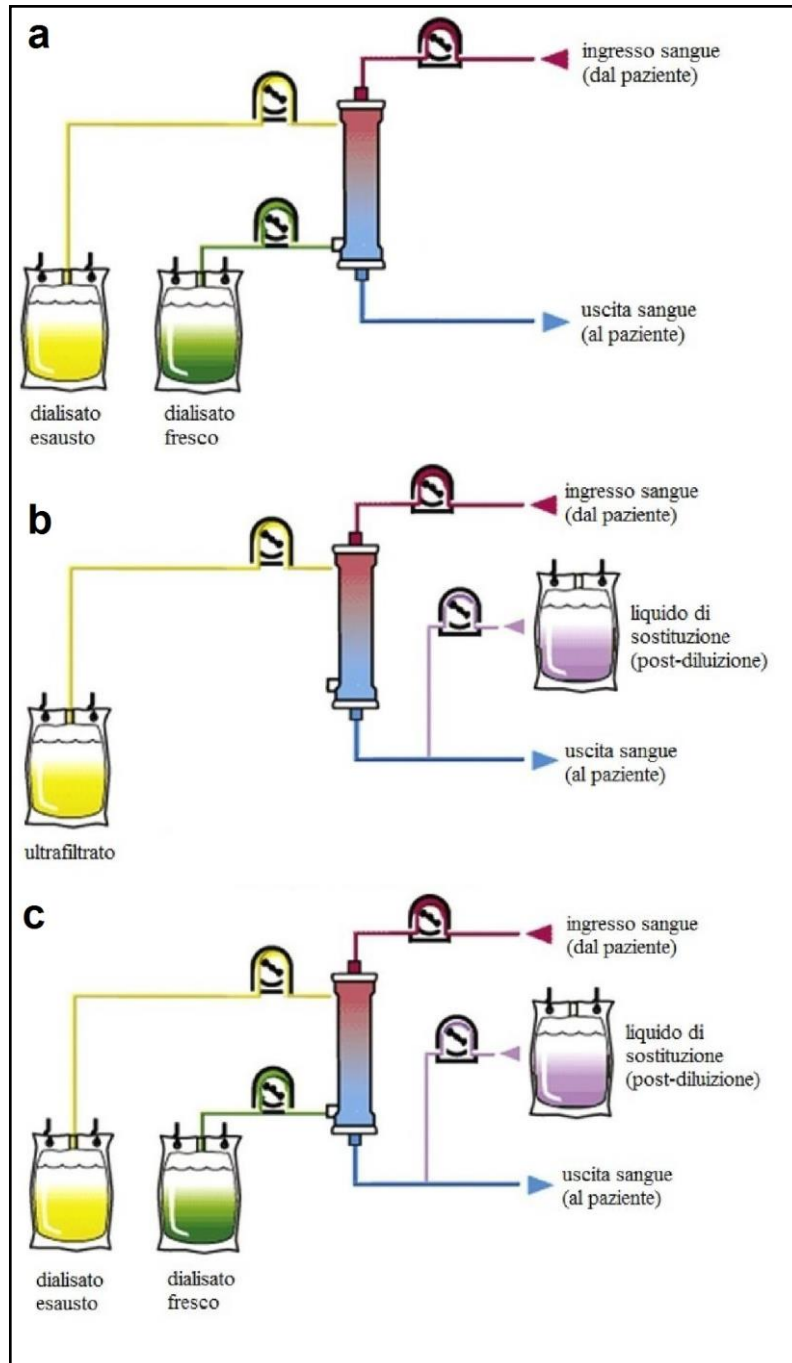 a
ingresso sangue
(dal paziente)
uscita sangue
(al paziente)
dialisato
esausto
dialisato
fresco
b
ingresso sangue
(dal paziente)
liquido di
sostituzione
(post-diluizione)
uscita sangue
(al paziente)
ultrafiltrato
c
ingresso sangue
(dal paziente)
liquido di
sostituzione
(post-diluizione)
uscita sangue
(al paziente)
dialisato
esausto
dialisato
fresco